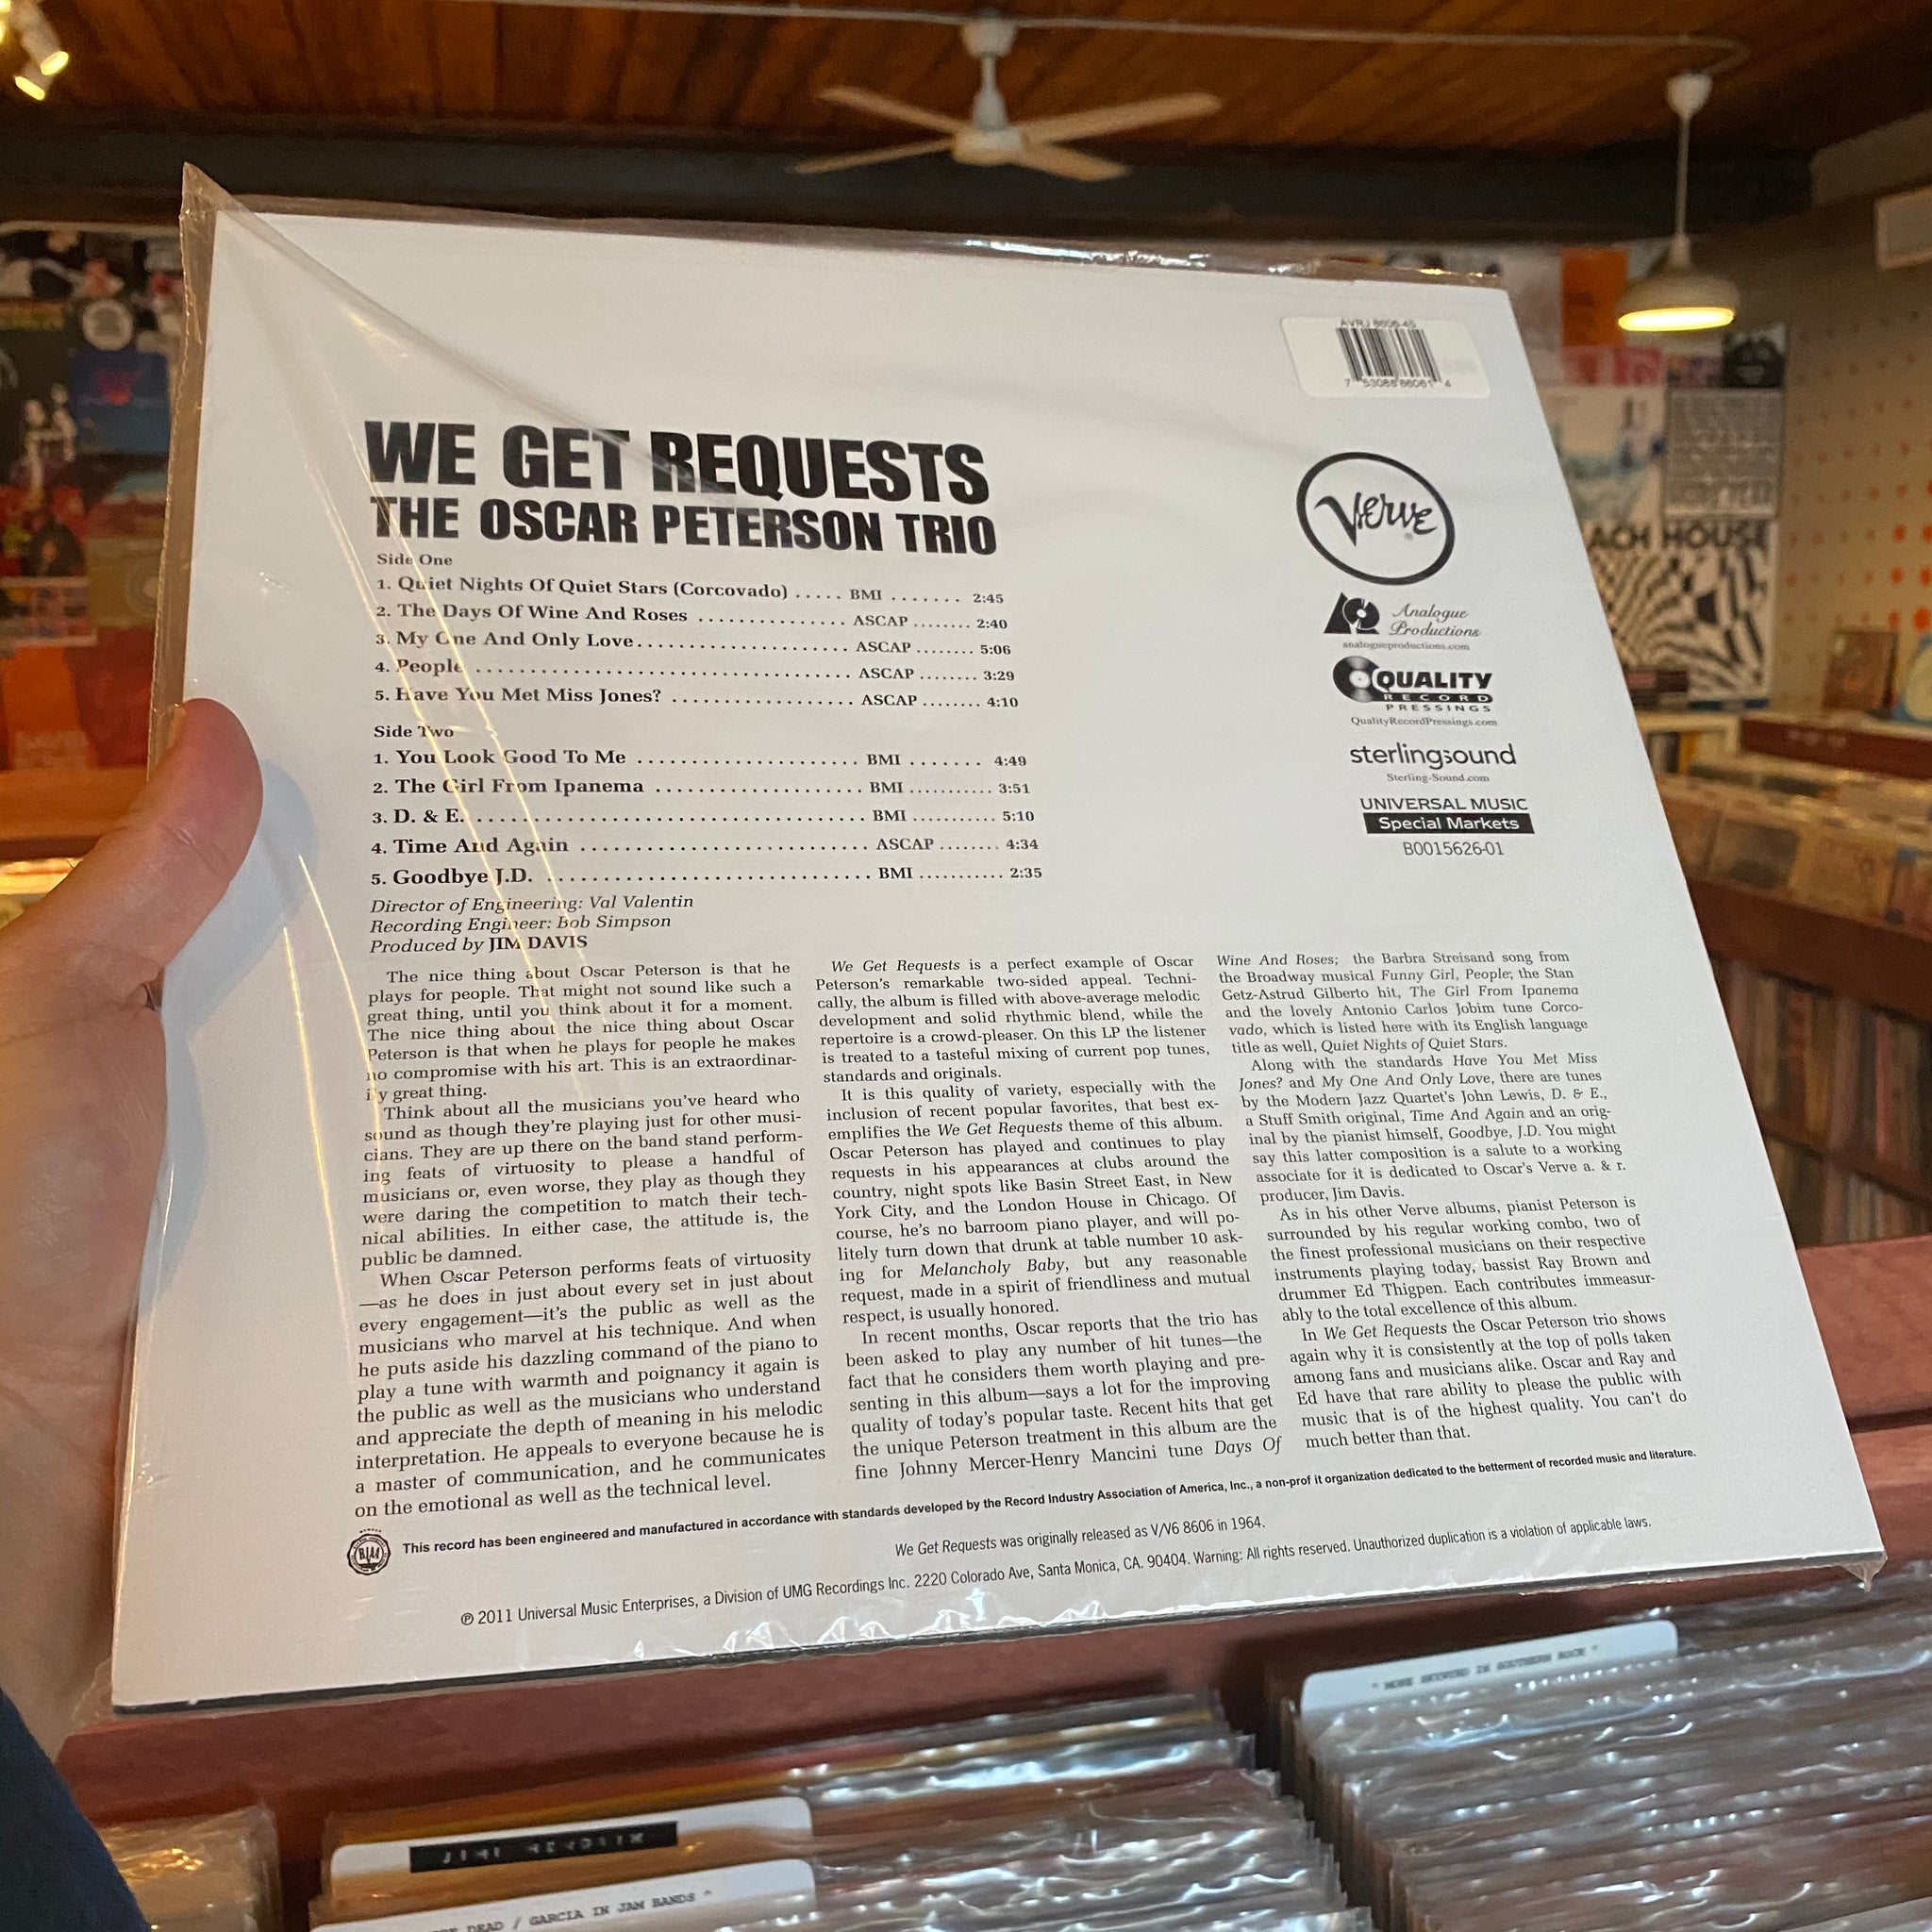 AVRJ 8606-45
7 53088 86061 4
WE GET REQUESTS
THE OSCAR PETERSON TRIO
Side One
1. Quiet Nights Of Quiet Stars (Corcovado) ..... BMI ....... 2:45
2. The Days Of Wine And Roses ............... ASCAP ........ 2:40
3. My One And Only Love..................... ASCAP ........ 5:06
4. People ..................................... ASCAP ........ 3:29
5. Have You Met Miss Jones? .................. ASCAP ........ 4:10
Side Two
1. You Look Good To Me ...................... BMI ....... 4:49
2. The Girl From Ipanema ..................... BMI ........... 3:51
3. D. & E. ....................................... BMI ........... 5:10
4. Time And Again ............................ ASCAP ........ 4:34
5. Goodbye J.D. ................................ BMI ........... 2:35
Director of Engineering: Val Valentin
Recording Engineer: Bob Simpson
Produced by JIM DAVIS
Verve
Analogue
Productions
analogueproductions.com
QUALITY
RECORD
PRESSINGS
QualityRecordPressings.com
sterlingsound
Sterling-Sound.com
UNIVERSAL MUSIC
Special Markets
B0015626-01
The nice thing about Oscar Peterson is that he
plays for people. That might not sound like such a
great thing, until you think about it for a moment.
The nice thing about the nice thing about Oscar
Peterson is that when he plays for people he makes
no compromise with his art. This is an extraordinar-
ily great thing.
Think about all the musicians you've heard who
sound as though they're playing just for other musi-
cians. They are up there on the band stand perform-
ing feats of virtuosity to please a handful of
musicians or, even worse, they play as though they
were daring the competition to match their tech-
nical abilities. In either case, the attitude is, the
public be damned.
When Oscar Peterson performs feats of virtuosity
—as he does in just about every set in just about
every engagement—it's the public as well as the
musicians who marvel at his technique. And when
he puts aside his dazzling command of the piano to
play a tune with warmth and poignancy it again is
the public as well as the musicians who understand
and appreciate the depth of meaning in his melodic
interpretation. He appeals to everyone because he is
a master of communication, and he communicates
on the emotional as well as the technical level.
We Get Requests is a perfect example of Oscar
Peterson's remarkable two-sided appeal. Techni-
cally, the album is filled with above-average melodic
development and solid rhythmic blend, while the
repertoire is a crowd-pleaser. On this LP the listener
is treated to a tasteful mixing of current pop tunes,
standards and originals.
It is this quality of variety, especially with the
inclusion of recent popular favorites, that best ex-
emplifies the We Get Requests theme of this album.
Oscar Peterson has played and continues to play
requests in his appearances at clubs around the
country, night spots like Basin Street East, in New
York City, and the London House in Chicago. Of
course, he's no barroom piano player, and will po-
litely turn down that drunk at table number 10 ask-
ing for Melancholy Baby, but any reasonable
request, made in a spirit of friendliness and mutual
respect, is usually honored.
In recent months, Oscar reports that the trio has
been asked to play any number of hit tunes—the
fact that he considers them worth playing and pre-
senting in this album—says a lot for the improving
quality of today's popular taste. Recent hits that get
the unique Peterson treatment in this album are the
fine Johnny Mercer-Henry Mancini tune Days Of
Wine And Roses; the Barbra Streisand song from
the Broadway musical Funny Girl, People; the Stan
Getz-Astrud Gilberto hit, The Girl From Ipanema
and the lovely Antonio Carlos Jobim tune Corco-
vado, which is listed here with its English language
title as well, Quiet Nights of Quiet Stars.
Along with the standards Have You Met Miss
Jones? and My One And Only Love, there are tunes
by the Modern Jazz Quartet's John Lewis, D. & E.,
a Stuff Smith original, Time And Again and an orig-
inal by the pianist himself, Goodbye, J.D. You might
say this latter composition is a salute to a working
associate for it is dedicated to Oscar's Verve a. & r.
producer, Jim Davis.
As in his other Verve albums, pianist Peterson is
surrounded by his regular working combo, two of
the finest professional musicians on their respective
instruments playing today, bassist Ray Brown and
drummer Ed Thigpen. Each contributes immeasur-
ably to the total excellence of this album.
In We Get Requests the Oscar Peterson trio shows
again why it is consistently at the top of polls taken
among fans and musicians alike. Oscar and Ray and
Ed have that rare ability to please the public with
music that is of the highest quality. You can't do
much better than that.
RIAA
This record has been engineered and manufactured in accordance with standards developed by the Record Industry Association of America, Inc., a non-prof it organization dedicated to the betterment of recorded music and literature.
We Get Requests was originally released as V/V6 8606 in 1964.
℗ 2011 Universal Music Enterprises, a Division of UMG Recordings Inc. 2220 Colorado Ave, Santa Monica, CA. 90404. Warning: All rights reserved. Unauthorized duplication is a violation of applicable laws.
ACH HOUSE
" MORE REWIND IN SOUTHERN ROCK "
JIMI HENDRIX
DEAD / GARCIA IN JAM BANDS "